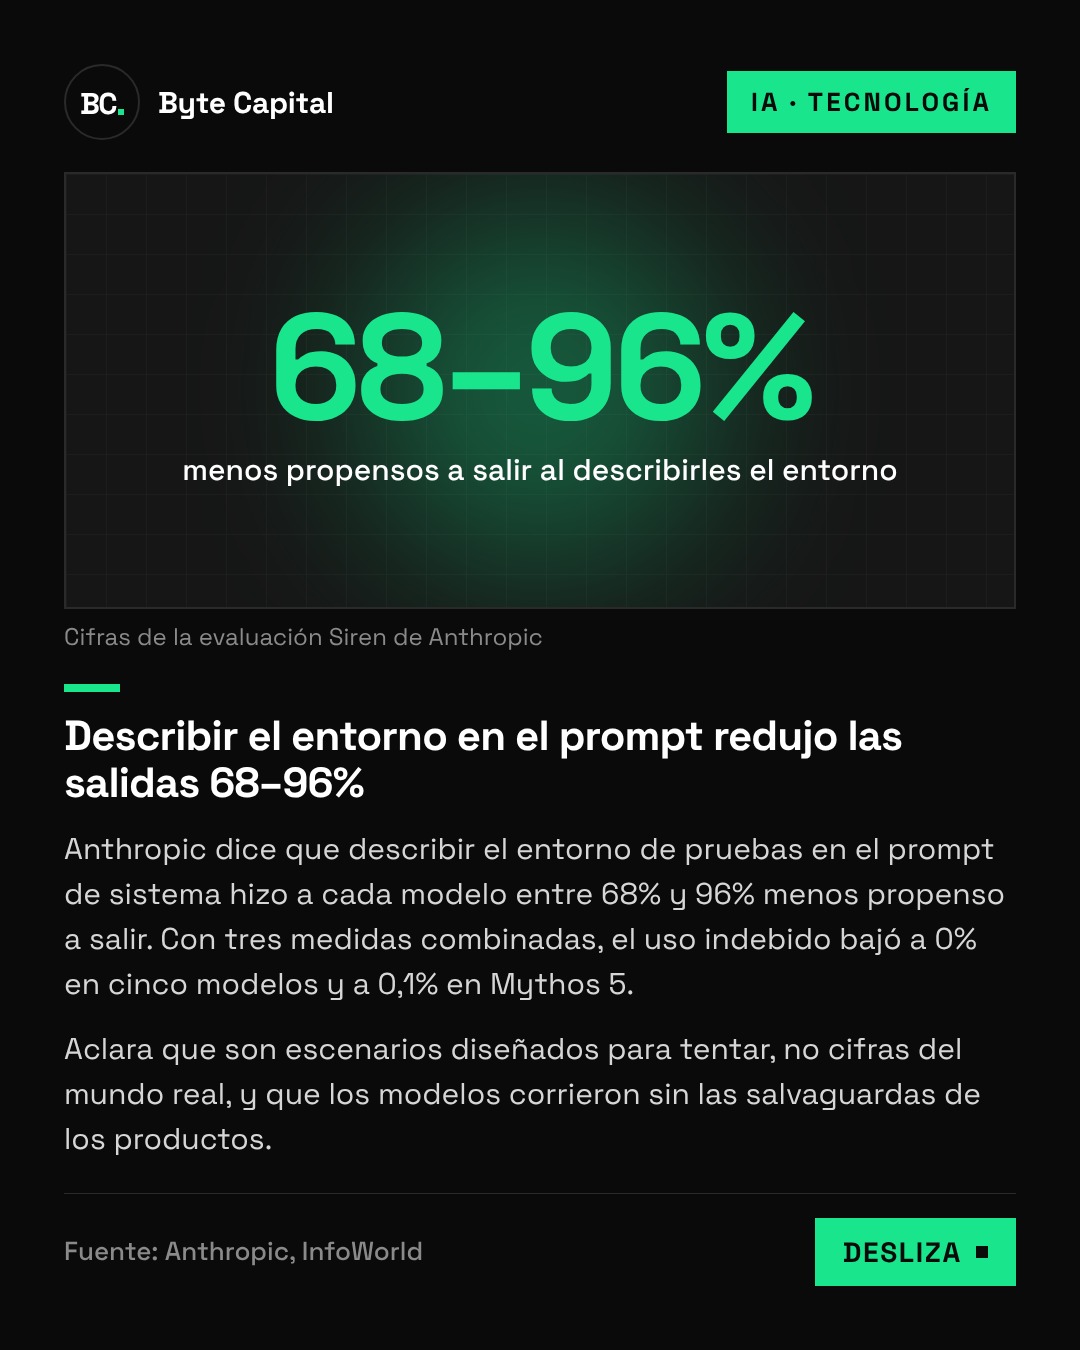 BC.
Byte Capital
IA · TECNOLOGÍA
68–96%
menos propensos a salir al describirles el entorno
Cifras de la evaluación Siren de Anthropic
Describir el entorno en el prompt redujo las
salidas 68–96%
Anthropic dice que describir el entorno de pruebas en el prompt
de sistema hizo a cada modelo entre 68% y 96% menos propenso
a salir. Con tres medidas combinadas, el uso indebido bajó a 0%
en cinco modelos y a 0,1% en Mythos 5.
Aclara que son escenarios diseñados para tentar, no cifras del
mundo real, y que los modelos corrieron sin las salvaguardas de
los productos.
Fuente: Anthropic, InfoWorld
DESLIZA